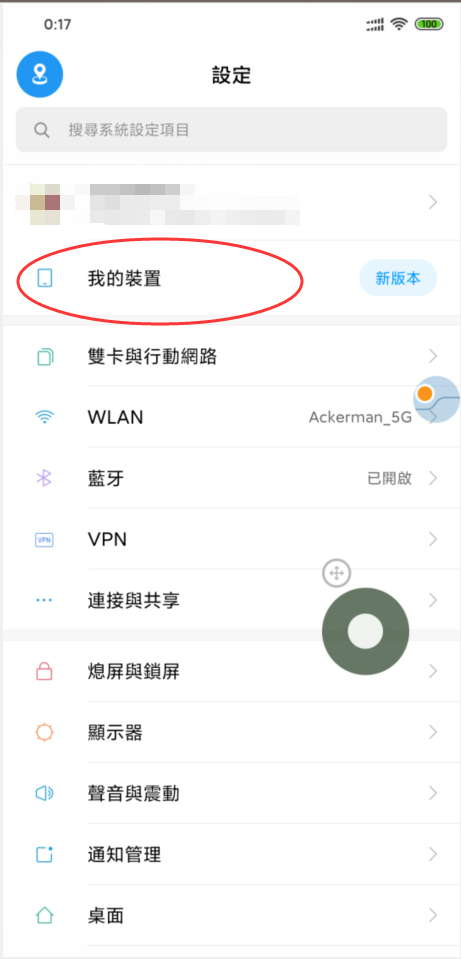 0:17
100
設定
搜尋系統設定項目
我的裝置
新版本
雙卡與行動網路
WLAN
Ackerman_5G
藍牙
已開啟
VPN
VPN
連接與共享
熄屏與鎖屏
顯示器
聲音與震動
通知管理
桌面